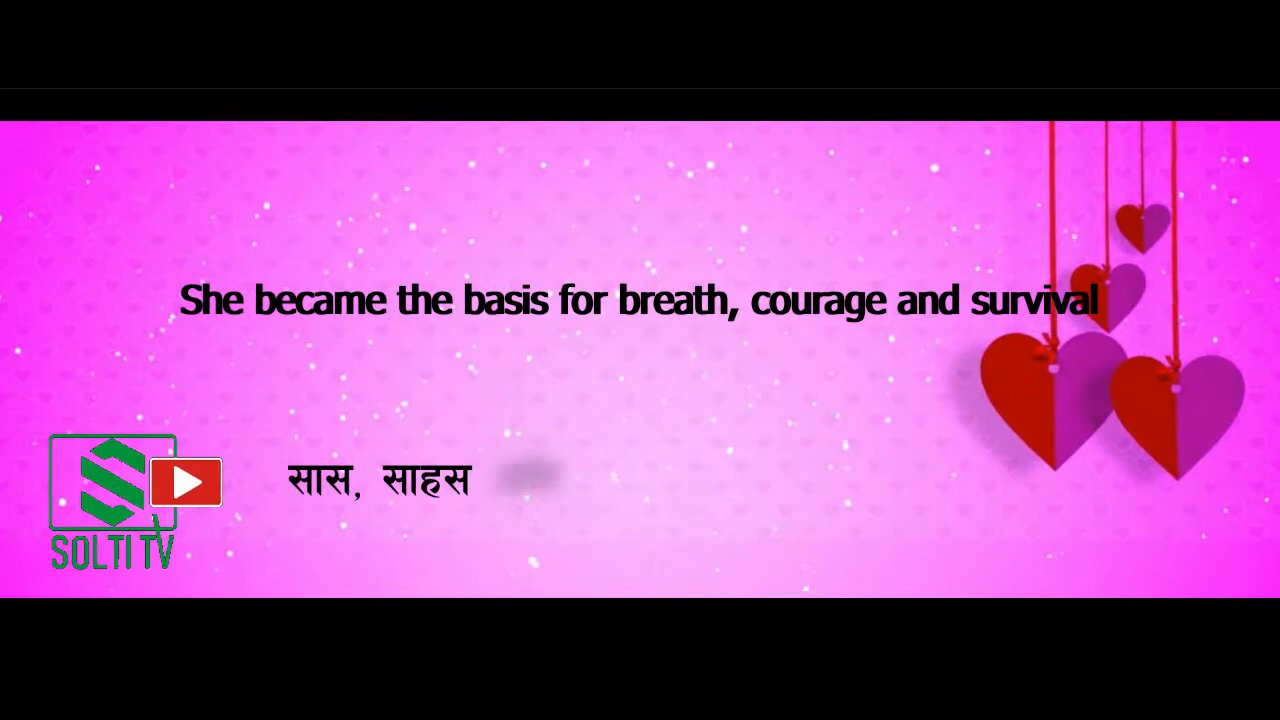 She became the basis for breath, courage and survival
सास, साहस
SOLTI TV